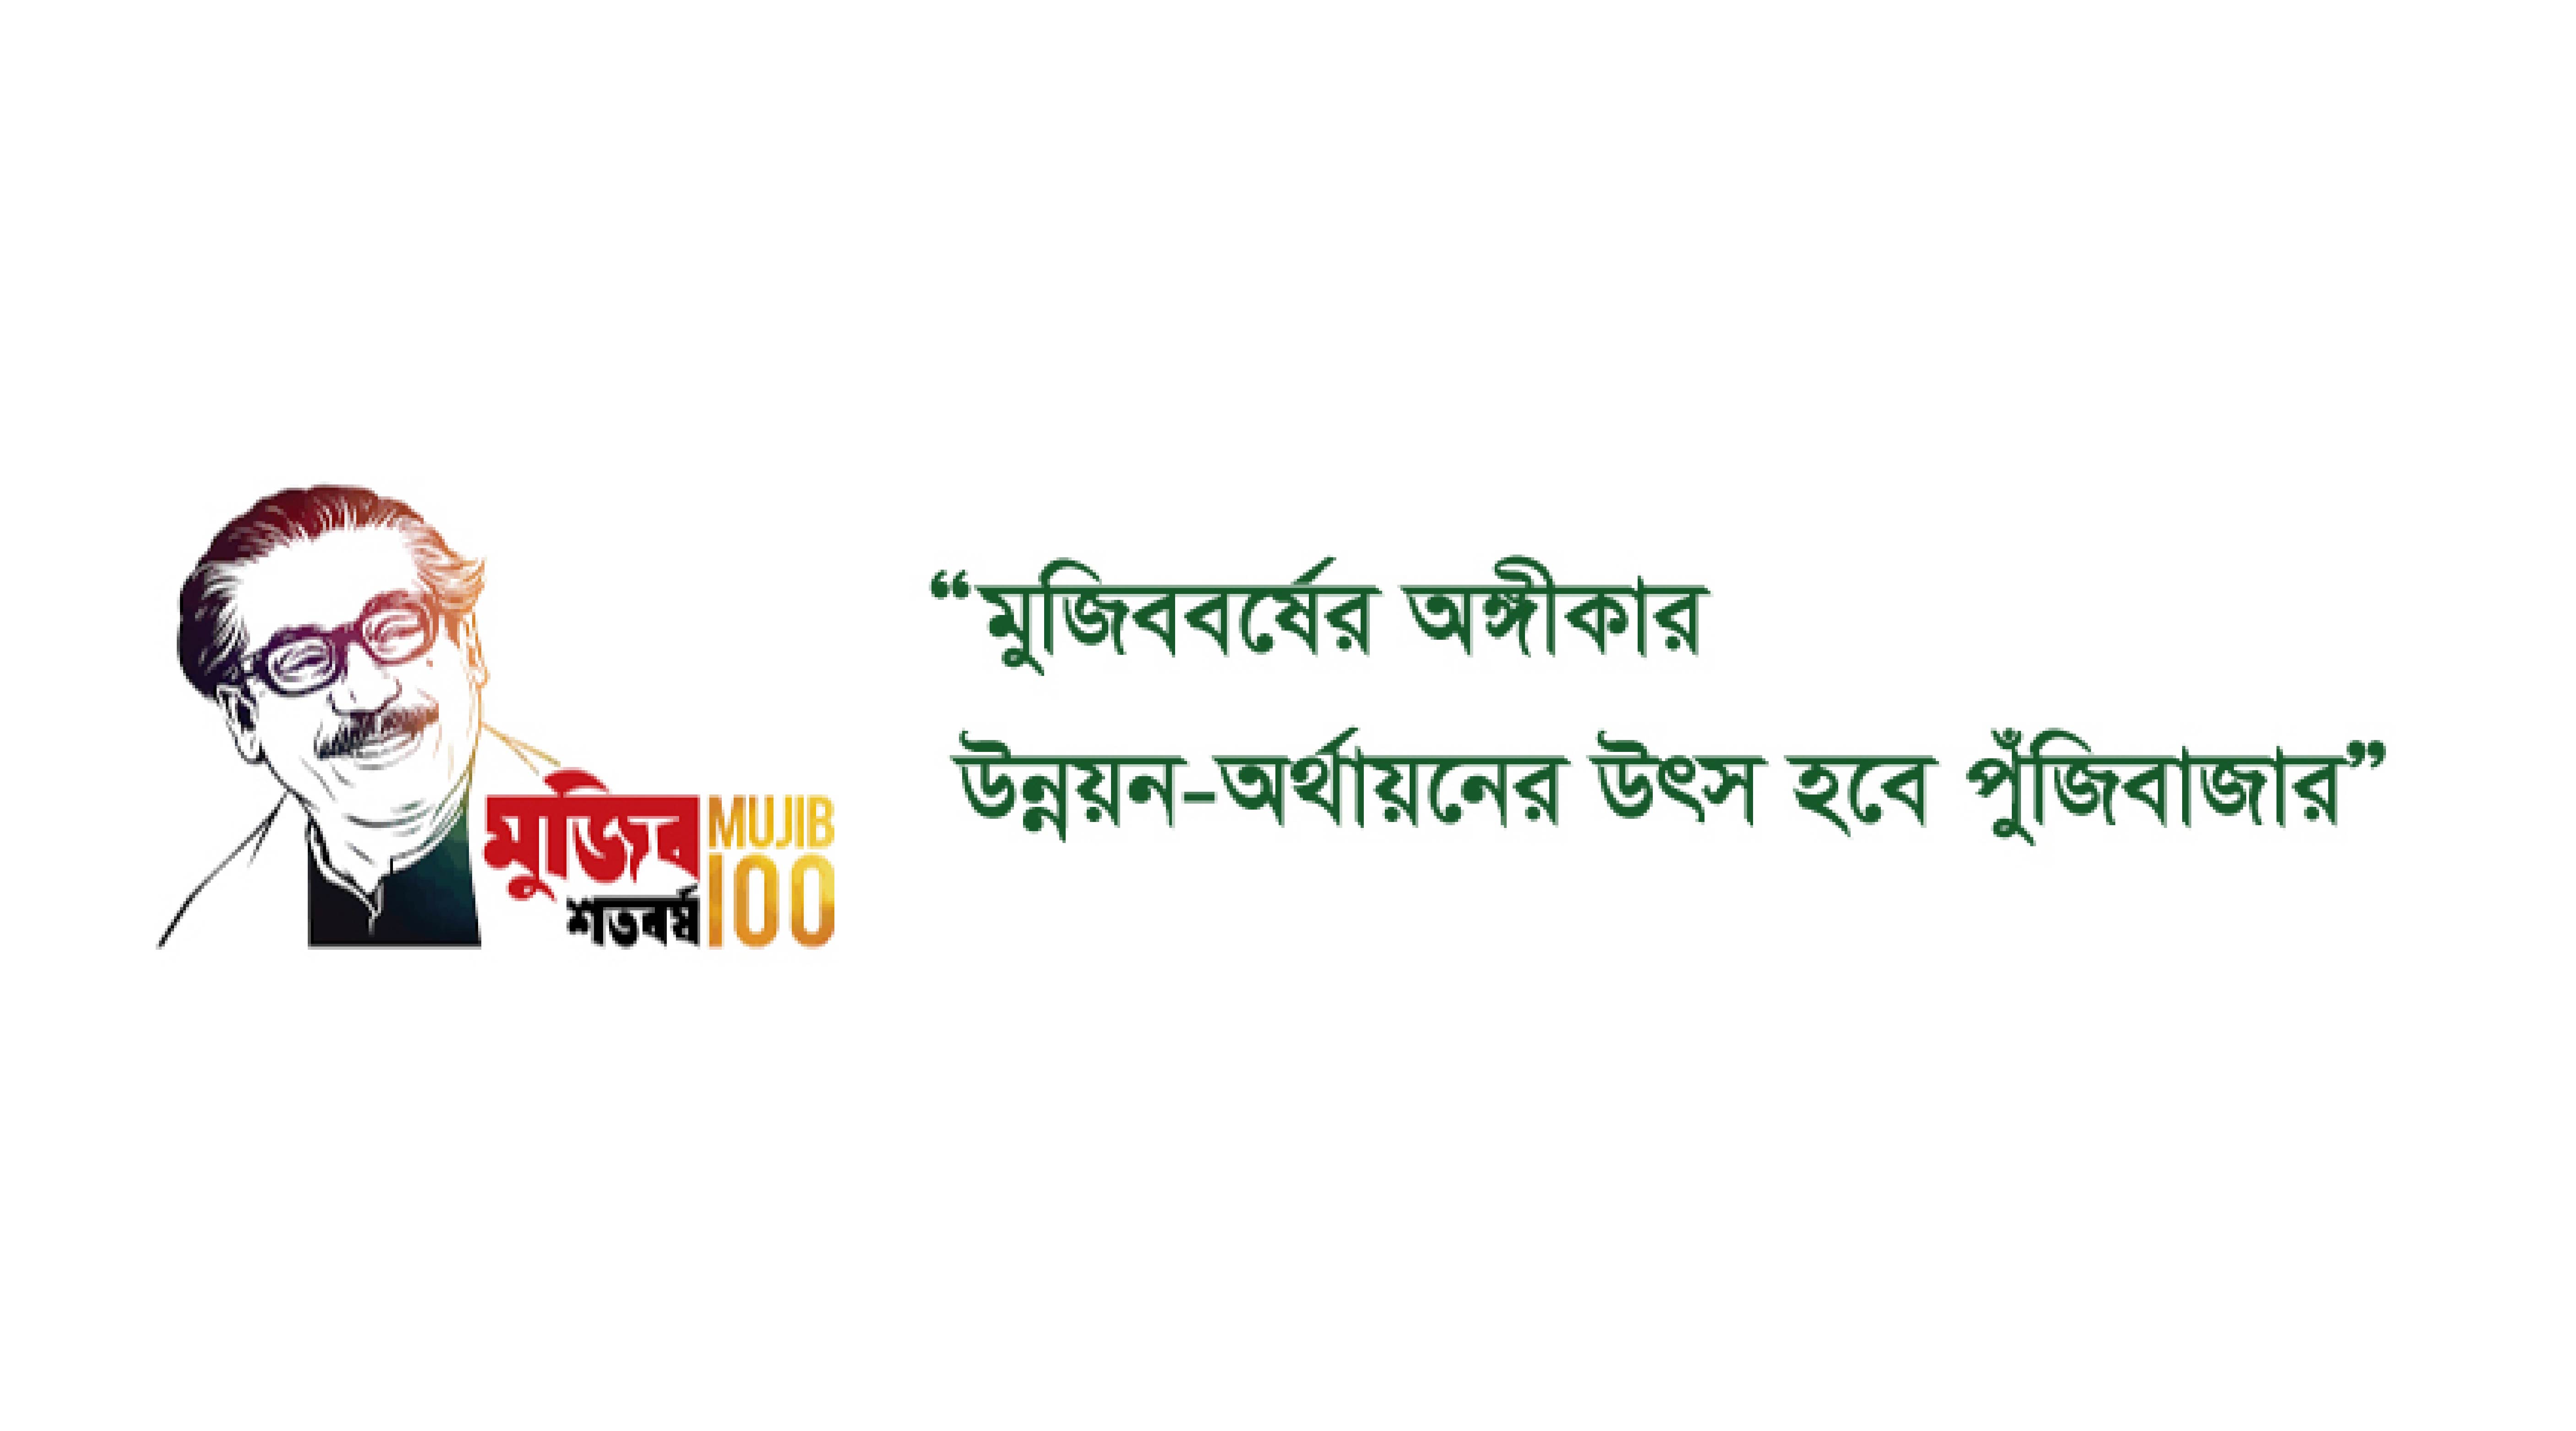 “মুজিববর্ষের অঙ্গীকার
উন্নয়ন-অর্থায়নের উৎস হবে পুঁজিবাজার”
মুজিব
শতবর্ষ
MUJIB
100